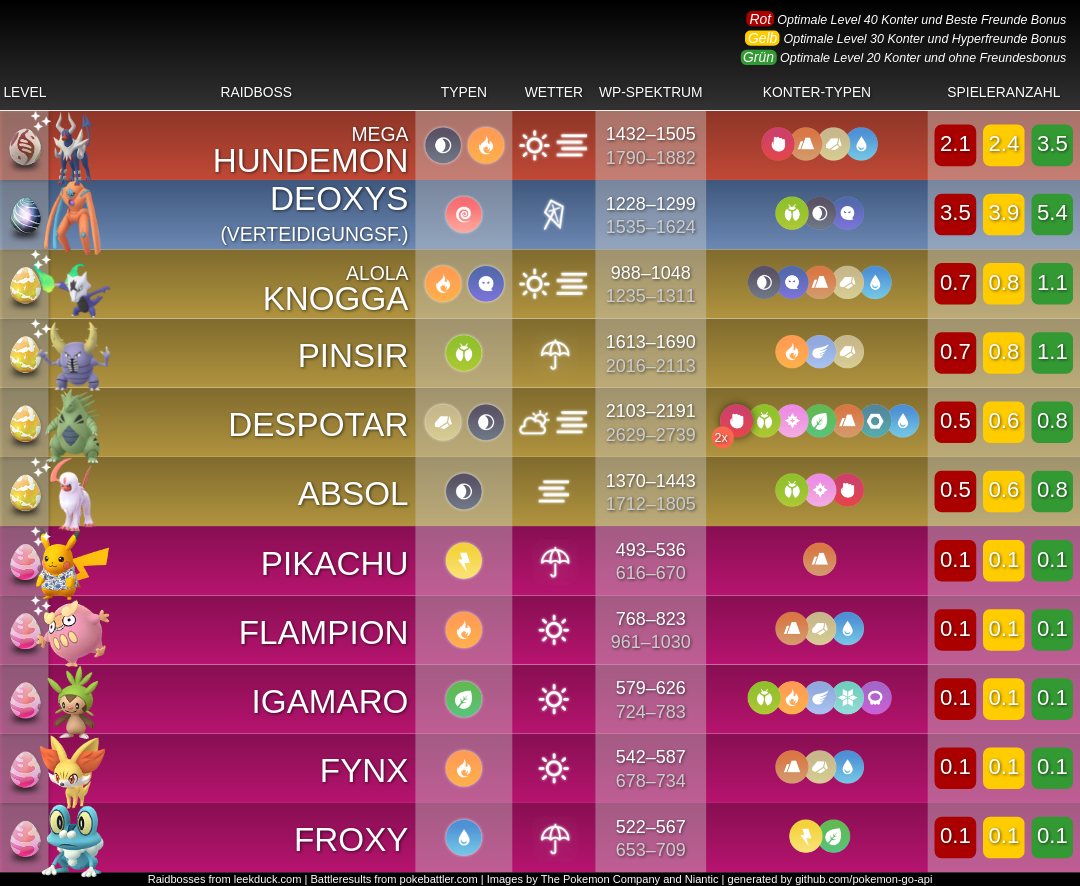 Rot Optimale Level 40 Konter und Beste Freunde Bonus
Gelb Optimale Level 30 Konter und Hyperfreunde Bonus
Grün Optimale Level 20 Konter und ohne Freundesbonus
LEVEL RAIDBOSS TYPEN WETTER WP-SPEKTRUM KONTER-TYPEN SPIELERANZAHL
MEGA
HUNDEMON
1432–1505
1790–1882
2.1 2.4 3.5
DEOXYS
(VERTEIDIGUNGSF.)
1228–1299
1535–1624
3.5 3.9 5.4
ALOLA
KNOGGA
988–1048
1235–1311
0.7 0.8 1.1
PINSIR
1613–1690
2016–2113
0.7 0.8 1.1
DESPOTAR
2103–2191
2629–2739
2x
0.5 0.6 0.8
ABSOL
1370–1443
1712–1805
0.5 0.6 0.8
PIKACHU
493–536
616–670
0.1 0.1 0.1
FLAMPION
768–823
961–1030
0.1 0.1 0.1
IGAMARO
579–626
724–783
0.1 0.1 0.1
FYNX
542–587
678–734
0.1 0.1 0.1
FROXY
522–567
653–709
0.1 0.1 0.1
Raidbosses from leekduck.com | Battleresults from pokebattler.com | Images by The Pokemon Company and Niantic | generated by github.com/pokemon-go-api